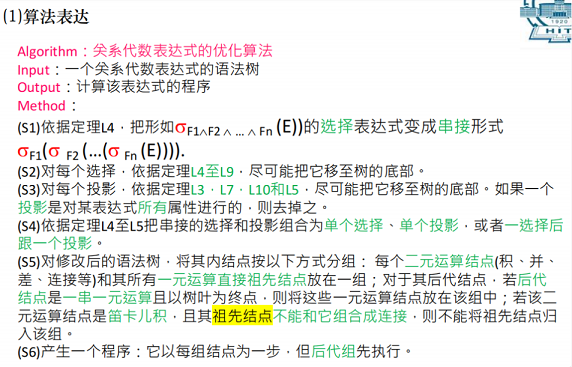 (1)算法表达
1920
HIT
Algorithm：关系代数表达式的优化算法
Input：一个关系代数表达式的语法树
Output：计算该表达式的程序
Method：
(S1)依据定理L4，把形如σF1∧F2 ∧ … ∧ Fn (E))的选择表达式变成串接形式
σF1(σ F2 (…(σ Fn (E)))).
(S2)对每个选择，依据定理L4至L9，尽可能把它移至树的底部。
(S3)对每个投影，依据定理L3，L7，L10和L5，尽可能把它移至树的底部。如果一个
投影是对某表达式所有属性进行的，则去掉之。
(S4)依据定理L4至L5把串接的选择和投影组合为单个选择、单个投影，或者一选择后
跟一个投影。
(S5)对修改后的语法树，将其内结点按以下方式分组： 每个二元运算结点(积、并、
差、连接等)和其所有一元运算直接祖先结点放在一组；对于其后代结点，若后代
结点是一串一元运算且以树叶为终点，则将这些一元运算结点放在该组中；若该二
元运算结点是笛卡儿积，且其祖先结点不能和它组合成连接，则不能将祖先结点归
入该组。
(S6)产生一个程序：它以每组结点为一步，但后代组先执行。